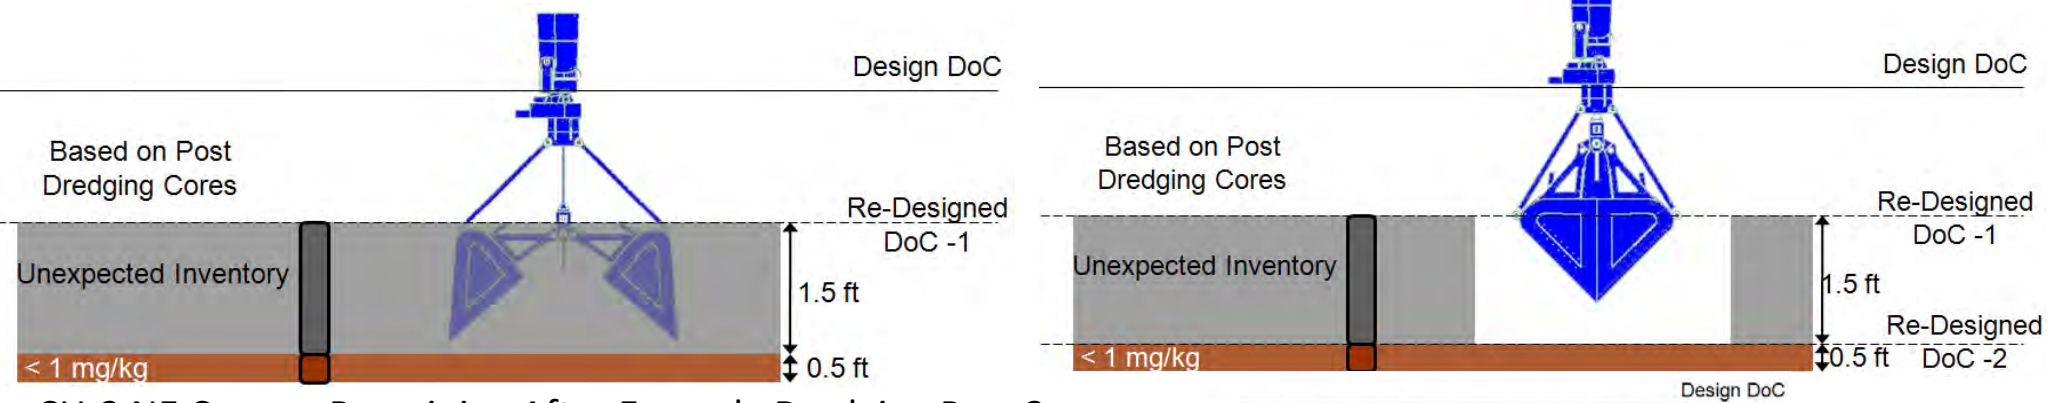 Design DoC
Based on Post
Dredging Cores
Re-Designed
DoC -1
Unexpected Inventory
1.5 ft
< 1 mg/kg
0.5 ft
Design DoC
Based on Post
Dredging Cores
Re-Designed
DoC -1
Unexpected Inventory
1.5 ft
Re-Designed
DoC -2
< 1 mg/kg
0.5 ft
Design DoC